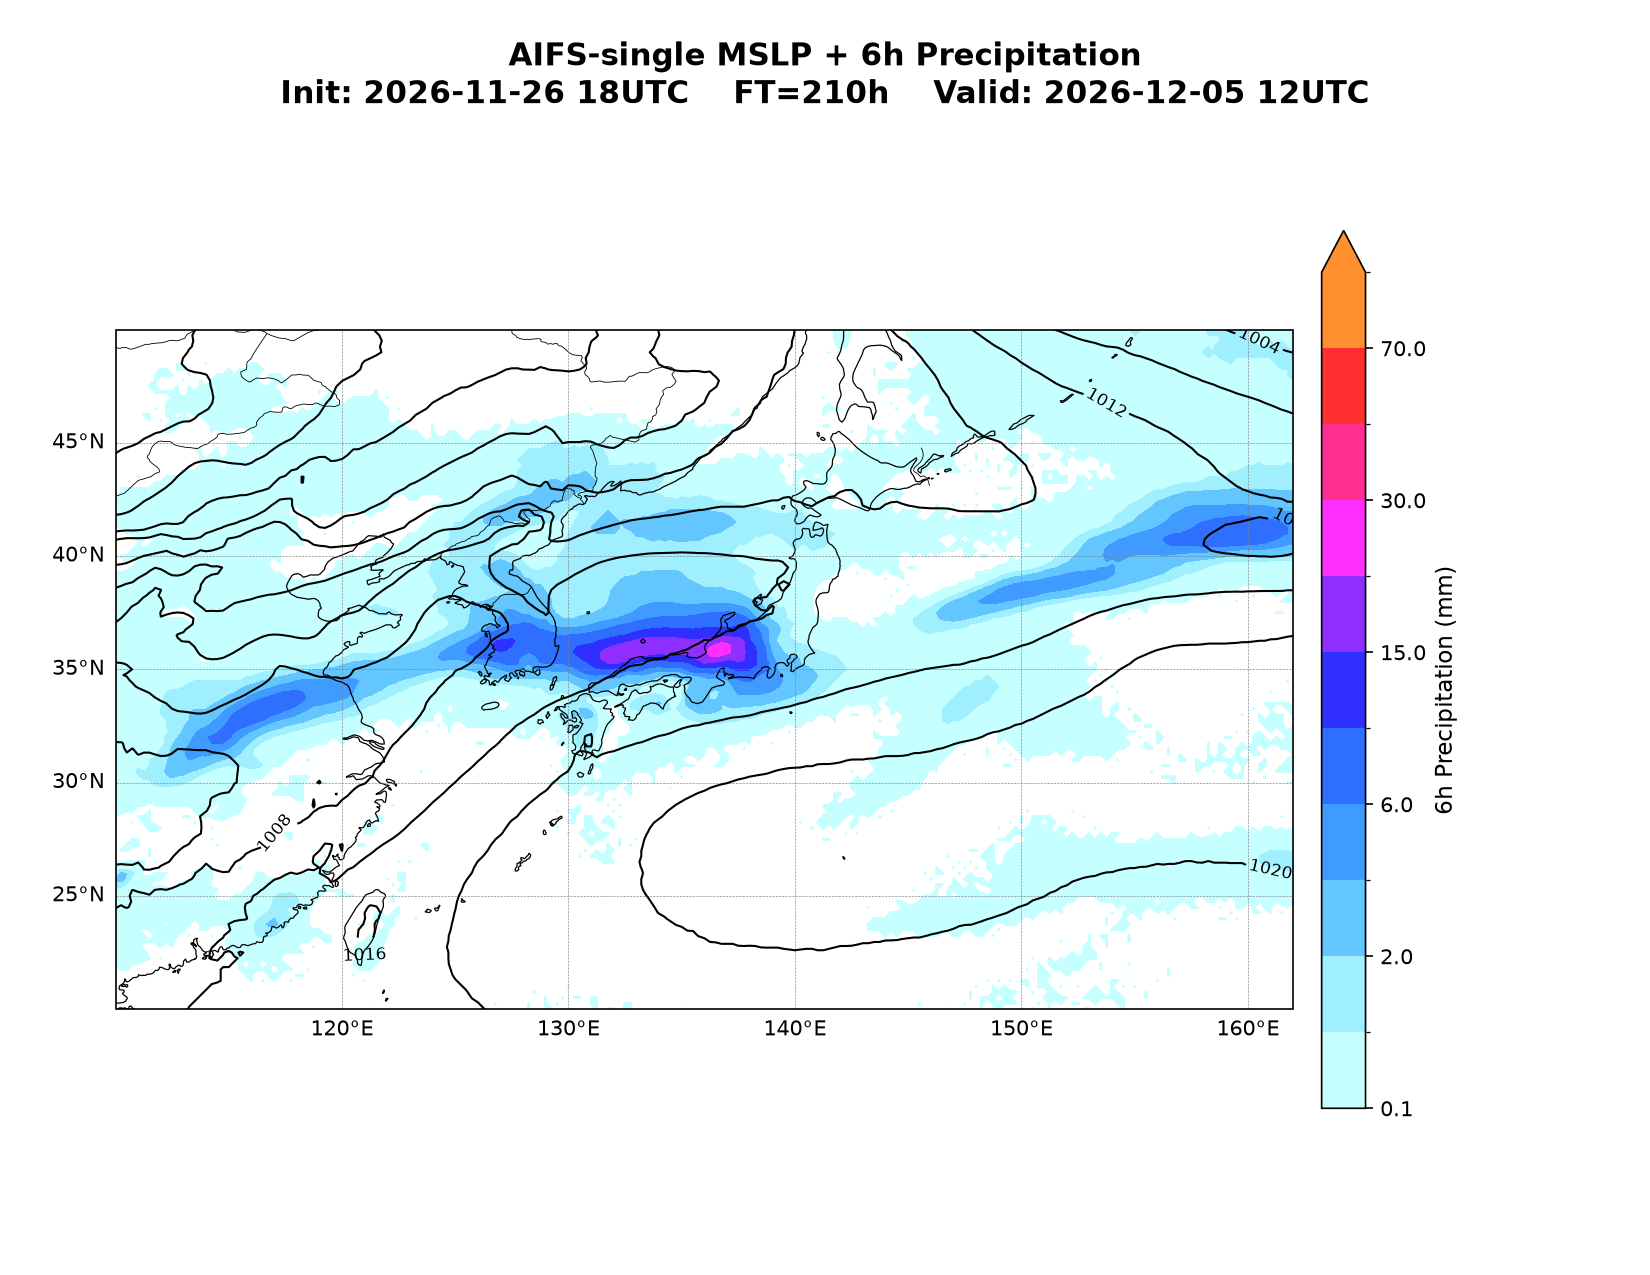 AIFS-single MSLP + 6h Precipitation
Init: 2026-11-26 18UTC    FT=210h    Valid: 2026-12-05 12UTC
1004
1012
10
1008
1016
1020
45°N
40°N
35°N
30°N
25°N
120°E
130°E
140°E
150°E
160°E
70.0
30.0
15.0
6.0
2.0
0.1
6h Precipitation (mm)